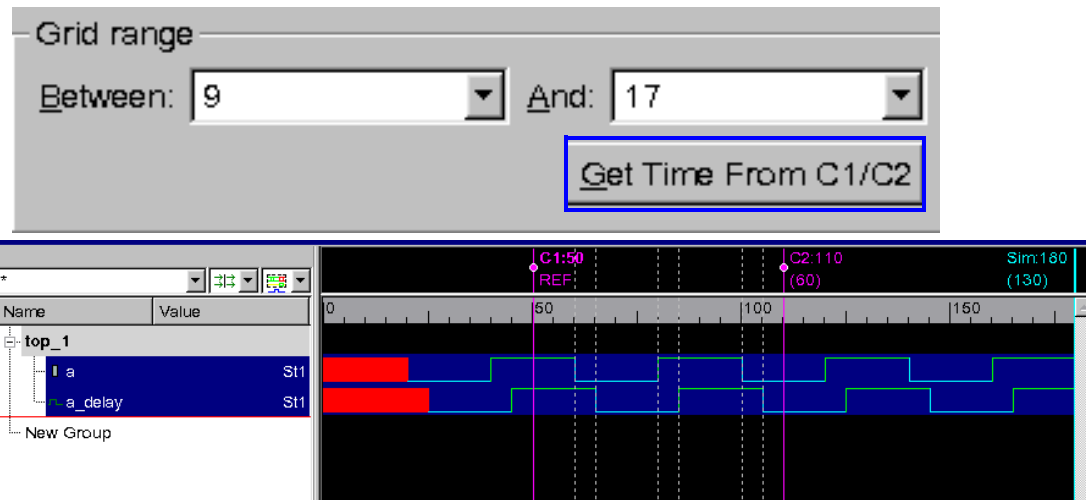 Grid range
Between: 9 And: 17
Get Time From C1/C2
C1:50 C2:110 Sim:180
* REF (60) (130)
Name Value 0 50 100 150
top_1
a St1
a_delay St1
New Group